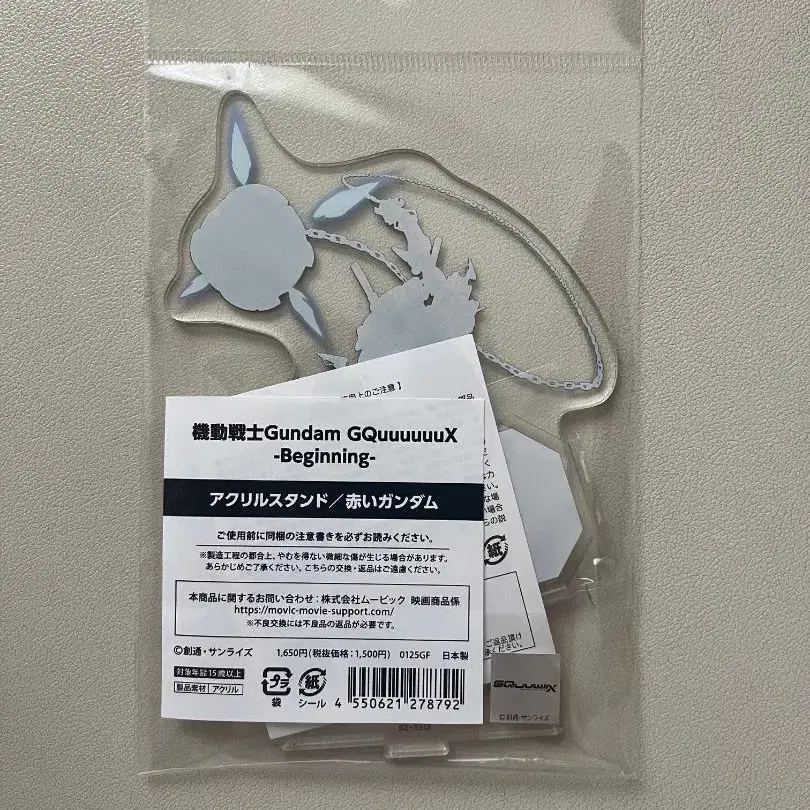 機動戦士Gundam GQuuuuuuX
-Beginning-
アクリルスタンド／赤いガンダム
ご使用前に同梱の注意書きを必ずお読みください。
※製造工程の都合上、やむを得ない微細な傷が生じる場合があります。
あらかじめご了承ください。こちらの交換・返品はご遠慮ください。
本商品に関するお問い合わせ：株式会社ムービック 映画商品係
https://movic-movie-support.com/
※不良交換には不良品の返品が必要です。
©創通・サンライズ 1,650円(税抜価格：1,500円) 0125GF 日本製
対象年齢15歳以上
製品素材 アクリル
プラ 袋
紙 シール
4 550621 278792
上のご注意】
紙
ご返品頂け
GQuuuuuuX
©創通・サンライズ